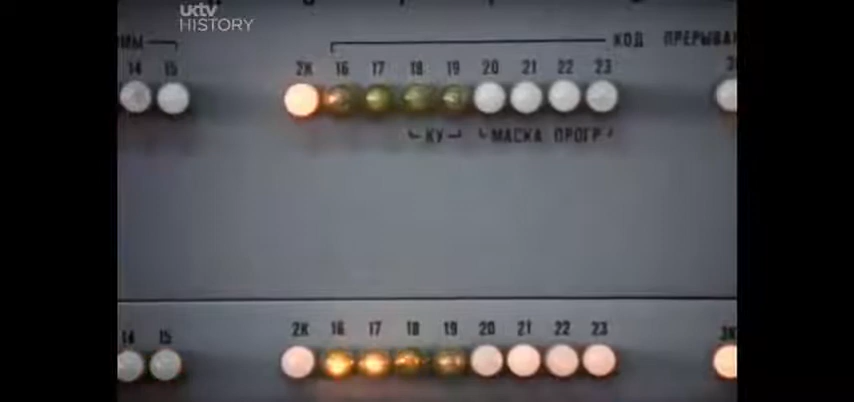 uktv
HISTORY
КОД ПРЕРЫВА
14 15 2К 16 17 18 19 20 21 22 23
КУ МАСКА ПРОГР
14 15 2К 16 17 18 19 20 21 22 23 3К